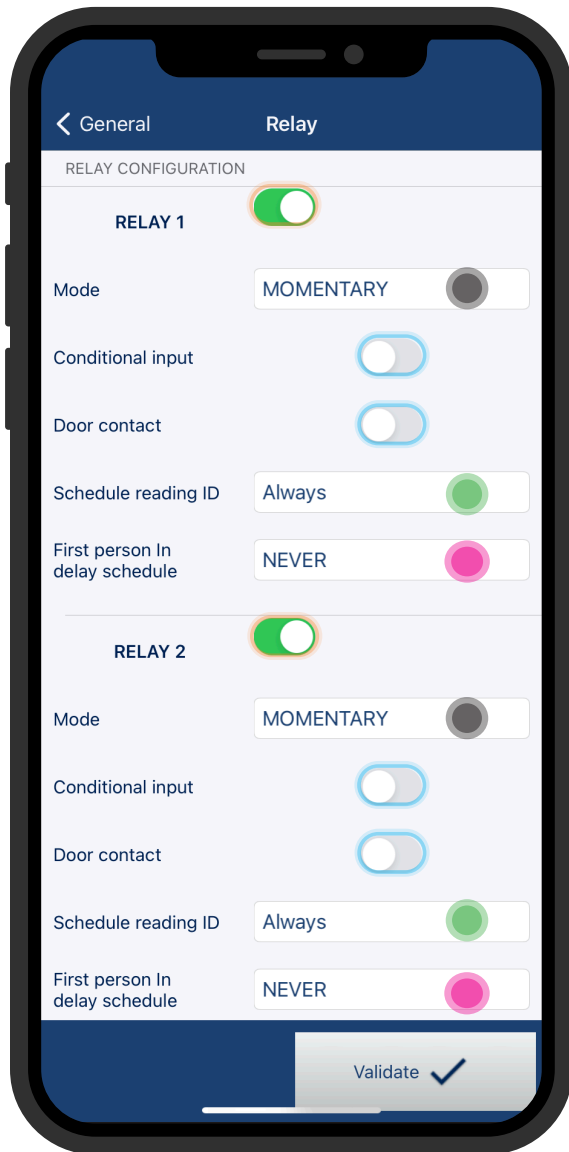 General
Relay
RELAY CONFIGURATION
RELAY 1
Mode
MOMENTARY
Conditional input
Door contact
Schedule reading ID
Always
First person In
delay schedule
NEVER
RELAY 2
Mode
MOMENTARY
Conditional input
Door contact
Schedule reading ID
Always
First person In
delay schedule
NEVER
Validate